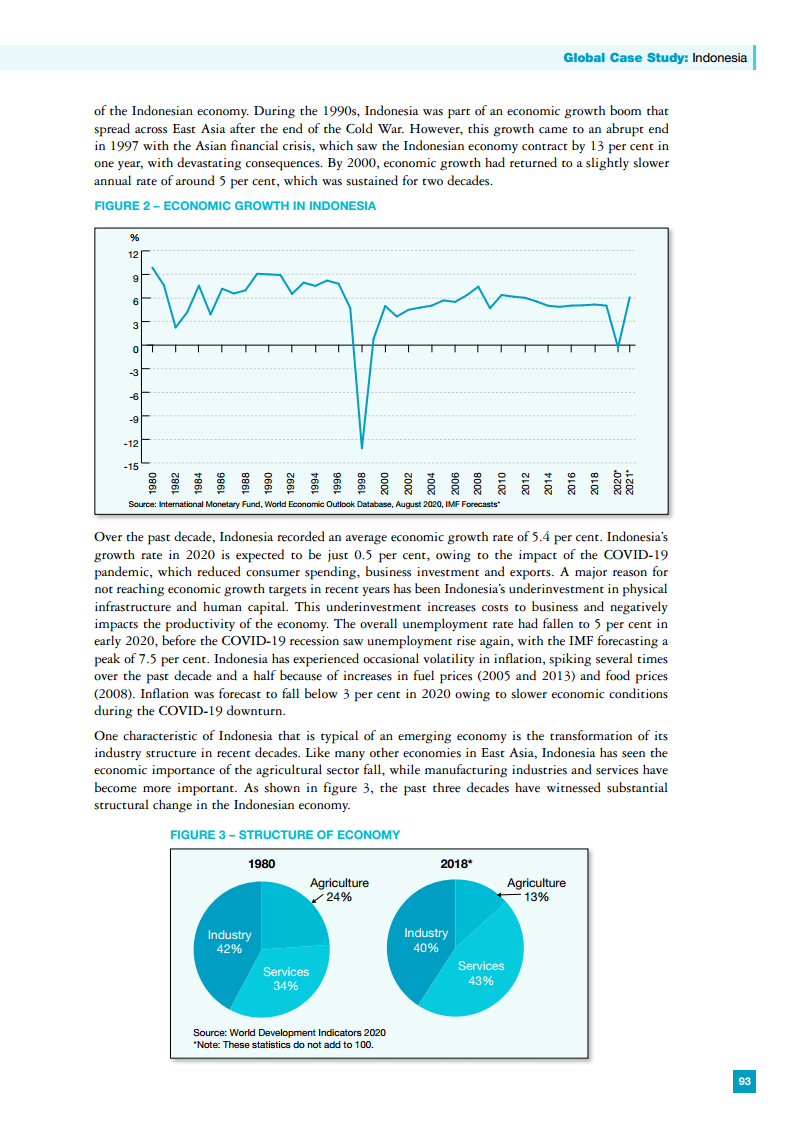 Global Case Study: Indonesia
of the Indonesian economy. During the 1990s, Indonesia was part of an economic growth boom that
spread across East Asia after the end of the Cold War. However, this growth came to an abrupt end
in 1997 with the Asian financial crisis, which saw the Indonesian economy contract by 13 per cent in
one year, with devastating consequences. By 2000, economic growth had returned to a slightly slower
annual rate of around 5 per cent, which was sustained for two decades.
FIGURE 2 – ECONOMIC GROWTH IN INDONESIA
%
12
9
6
3
0
-3
-6
-9
-12
-15
1980 1982 1984 1986 1988 1990 1992 1994 1996 1998 2000 2002 2004 2006 2008 2010 2012 2014 2016 2018 2020* 2021*
Source: International Monetary Fund, World Economic Outlook Database, August 2020, IMF Forecasts*
Over the past decade, Indonesia recorded an average economic growth rate of 5.4 per cent. Indonesia's
growth rate in 2020 is expected to be just 0.5 per cent, owing to the impact of the COVID-19
pandemic, which reduced consumer spending, business investment and exports. A major reason for
not reaching economic growth targets in recent years has been Indonesia's underinvestment in physical
infrastructure and human capital. This underinvestment increases costs to business and negatively
impacts the productivity of the economy. The overall unemployment rate had fallen to 5 per cent in
early 2020, before the COVID-19 recession saw unemployment rise again, with the IMF forecasting a
peak of 7.5 per cent. Indonesia has experienced occasional volatility in inflation, spiking several times
over the past decade and a half because of increases in fuel prices (2005 and 2013) and food prices
(2008). Inflation was forecast to fall below 3 per cent in 2020 owing to slower economic conditions
during the COVID-19 downturn.
One characteristic of Indonesia that is typical of an emerging economy is the transformation of its
industry structure in recent decades. Like many other economies in East Asia, Indonesia has seen the
economic importance of the agricultural sector fall, while manufacturing industries and services have
become more important. As shown in figure 3, the past three decades have witnessed substantial
structural change in the Indonesian economy.
FIGURE 3 – STRUCTURE OF ECONOMY
1980
Agriculture
24%
Industry
42%
Services
34%
2018*
Agriculture
13%
Industry
40%
Services
43%
Source: World Development Indicators 2020
*Note: These statistics do not add to 100.
93